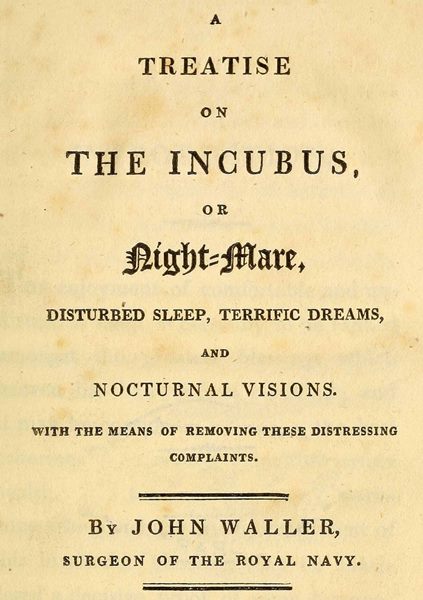 A
TREATISE
ON
THE INCUBUS,
OR
Night-Mare,
DISTURBED SLEEP, TERRIFIC DREAMS,
AND
NOCTURNAL VISIONS.
WITH THE MEANS OF REMOVING THESE DISTRESSING
COMPLAINTS.
BY JOHN WALLER,
SURGEON OF THE ROYAL NAVY.